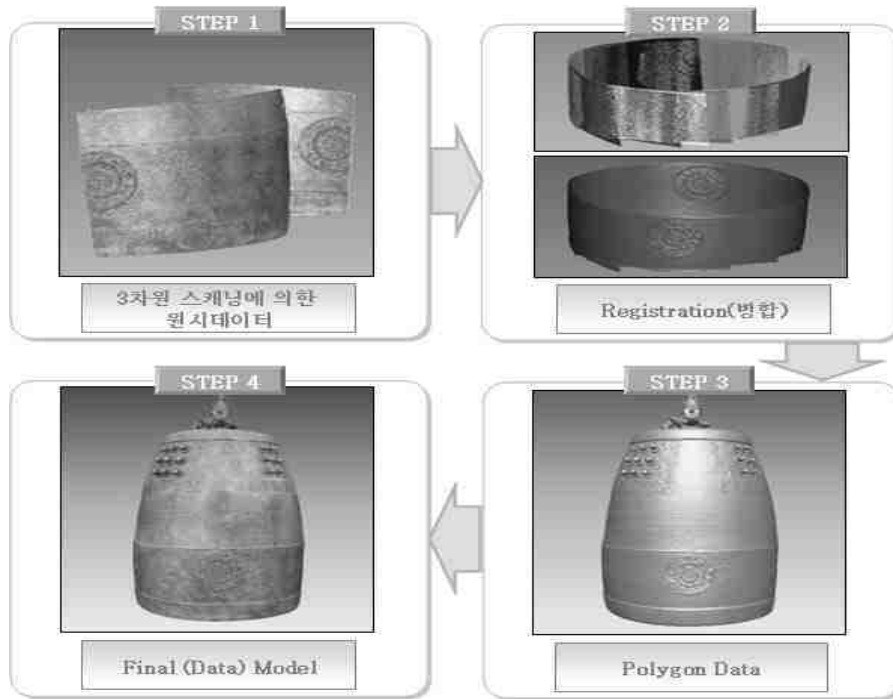 STEP 1
3차원 스캐닝에 의한
원시데이터
STEP 2
Registration(병합)
STEP 3
Polygon Data
STEP 4
Final (Data) Model